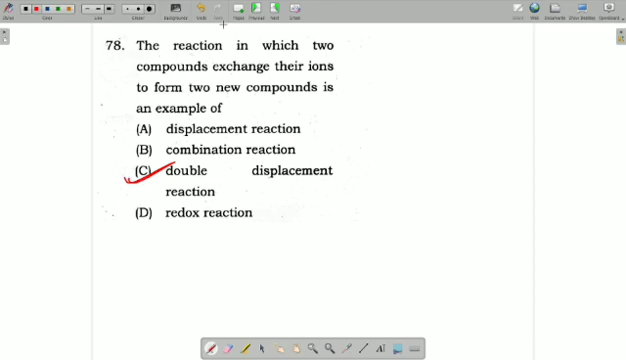 78. The reaction in which two
compounds exchange their ions
to form two new compounds is
an example of
(A) displacement reaction
(B) combination reaction
(C) double displacement
reaction
(D) redox reaction